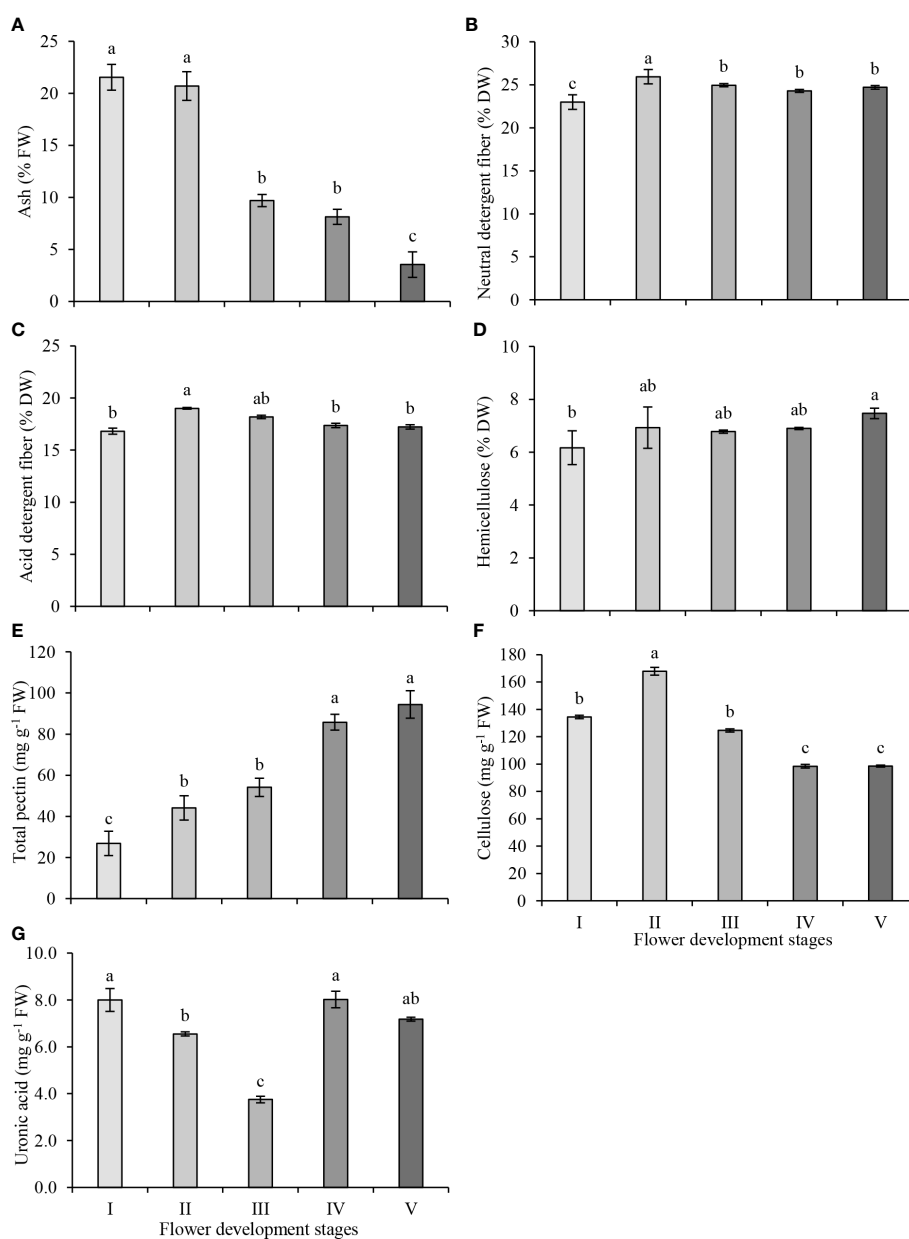 A
Ash (% FW)
25
20
15
10
5
0
a
a
b
b
c
B
Neutral detergent fiber (% DW)
30
25
20
15
10
5
0
c
a
b
b
b
C
Acid detergent fiber (% DW)
25
20
15
10
5
0
b
a
ab
b
b
D
Hemicellulose (% DW)
10
8
6
4
2
0
b
ab
ab
ab
a
E
Total pectin (mg g-1 FW)
120
100
80
60
40
20
0
c
b
b
a
a
F
Cellulose (mg g-1 FW)
180
160
140
120
100
80
60
40
20
0
b
a
b
c
c
I II III IV V
Flower development stages
G
Uronic acid (mg g-1 FW)
10.0
8.0
6.0
4.0
2.0
0.0
a
b
c
a
ab
I II III IV V
Flower development stages